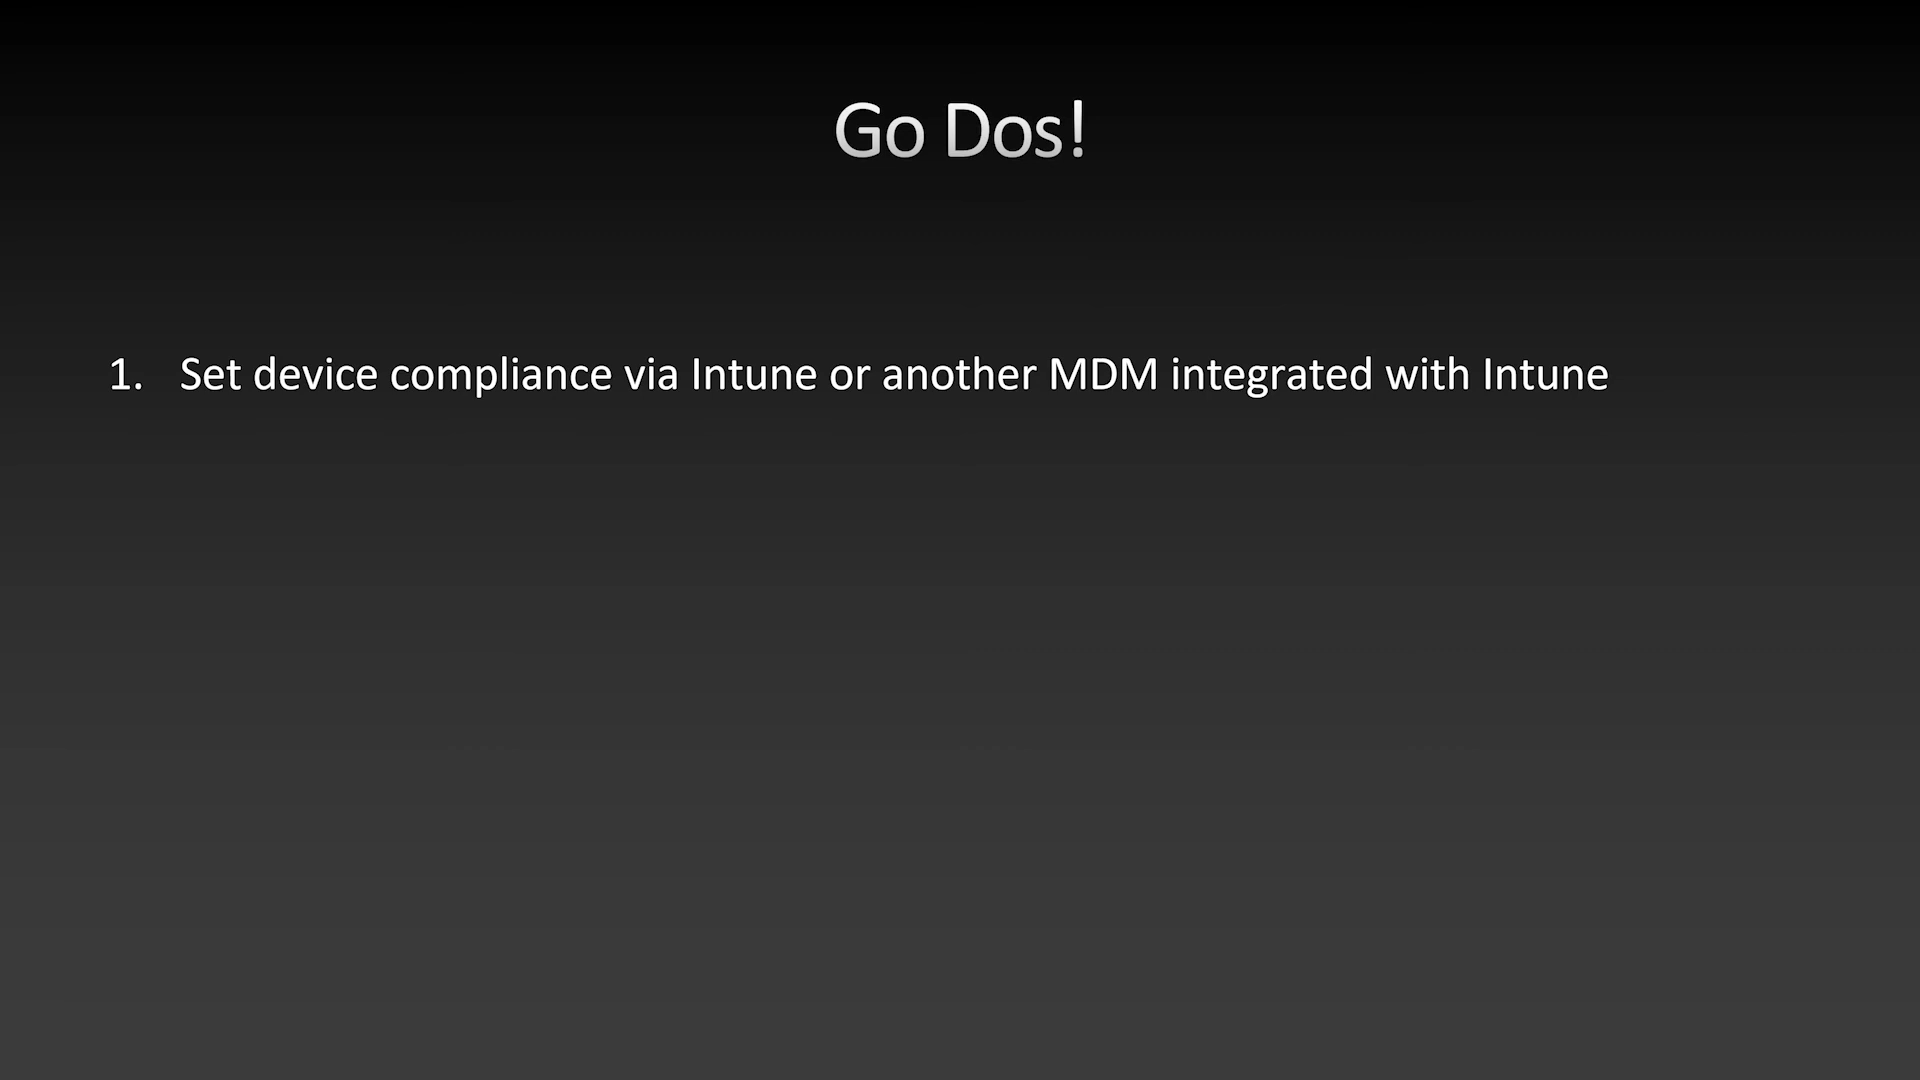 Go Dos!
1. Set device compliance via Intune or another MDM integrated with Intune